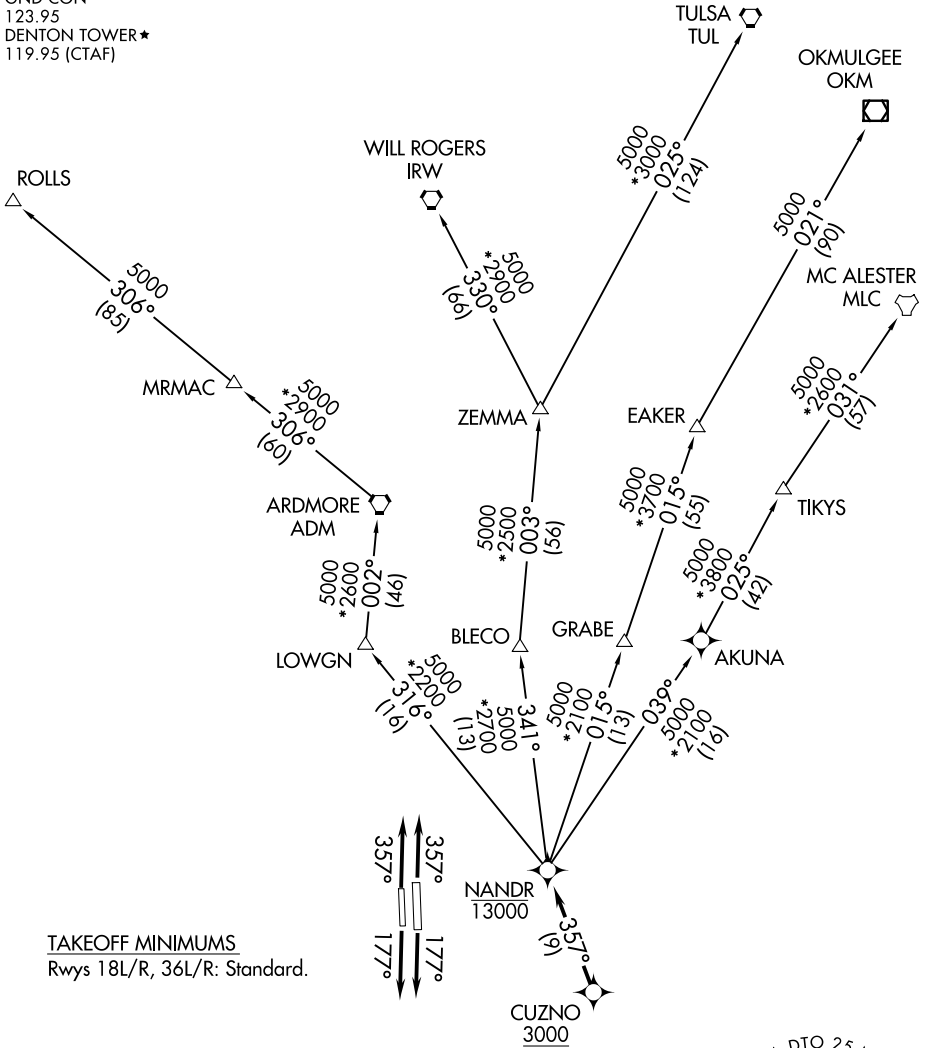 GND CON
123.95
DENTON TOWER★
119.95 (CTAF)
TULSA
TUL
OKMULGEE
OKM
WILL ROGERS
IRW
ROLLS
5000
*3000
025°
(124)
5000
021°
(90)
5000
*2900
330°
(66)
MC ALESTER
MLC
5000
306°
(85)
MRMAC
5000
*2900
306°
(60)
ZEMMA
EAKER
5000
*2600
031°
(57)
ARDMORE
ADM
5000
*2500
003°
(56)
5000
*3700
015°
(55)
TIKYS
5000
*2600
002°
(46)
5000
*3800
025°
(42)
LOWGN
BLECO
GRABE
AKUNA
5000
*2200
316°
(16)
341°
5000
*2700
(13)
5000
*2100
015°
(13)
039°
5000
*2100
(16)
357°
357°
177°
177°
NANDR
13000
357°
(9)
TAKEOFF MINIMUMS
Rwys 18L/R, 36L/R: Standard.
CUZNO
3000
DTO 25